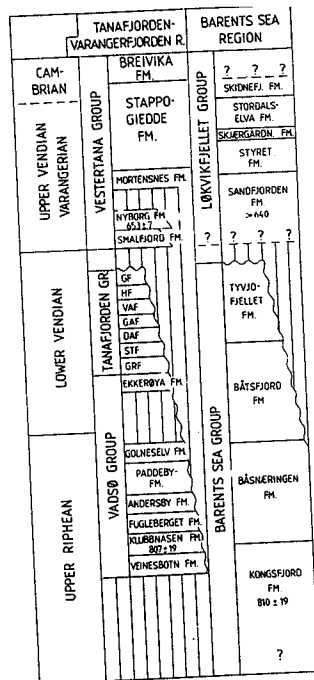 TANAFJORDEN-
VARANGERFJORDEN R.
BARENTS SEA
REGION
CAM-
BRIAN
UPPER VENDIAN
VARANGERIAN
LOWER VENDIAN
UPPER RIPHEAN
VESTERTANA GROUP
TANAFJORDEN GR.
VADSØ GROUP
BREIVIKA
FM.
STAPPO-
GIEDDE
FM.
MORTENSNES FM.
NYBORG FM.
653±7
SMALFJORD FM.
GF
HF
VAF
GAF
DAF
STF
GRF
EKKERØYA FM.
GOLNESELV FM.
PADDEBY-
FM.
ANDERSBY FM.
FUGLEBERGET FM.
KLUBBNASEN FM.
807±19
VEINESBOTN FM.
LØKVIKFJELLET GROUP
BARENTS SEA GROUP
? ? ? ?
SKIDNEFJ. FM.
STORDALS-
ELVA FM.
SKJÆRGÅRDN. FM.
STYRET
FM.
SANDFJORDEN
FM.
>640
? ? ? ?
TYVJO-
FJELLET
FM.
BÅTSFJORD
FM
BÅSNÆRINGEN
FM.
KONGSFJORD
FM.
810 ± 19
?